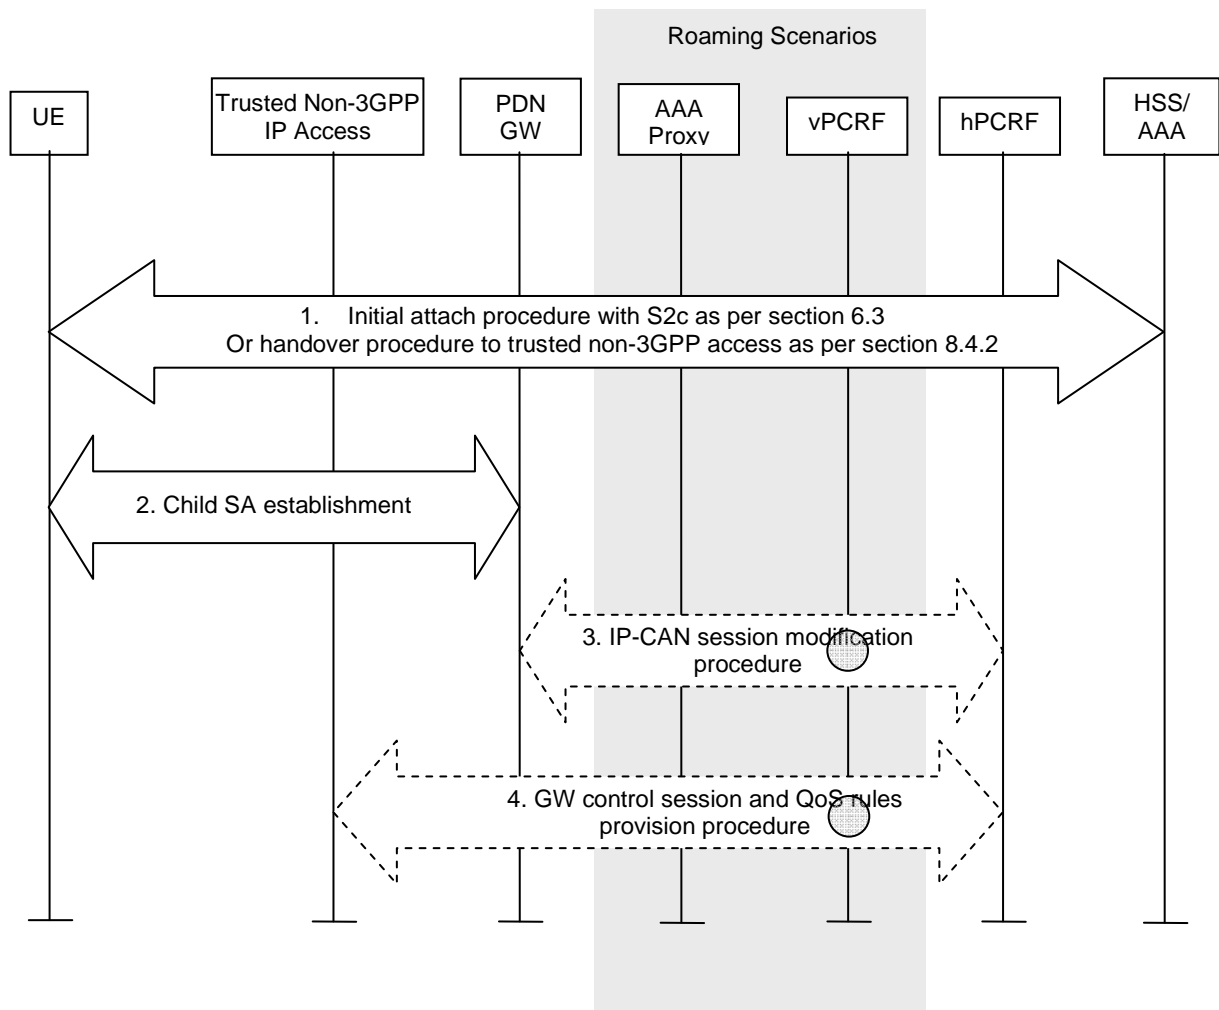 Roaming Scenarios
UE
Trusted Non-3GPP
IP Access
PDN
GW
AAA
Proxy
vPCRF
hPCRF
HSS/
AAA
1. Initial attach procedure with S2c as per section 6.3
Or handover procedure to trusted non-3GPP access as per section 8.4.2
2. Child SA establishment
3. IP-CAN session modification
procedure
4. GW control session and QoS rules
provision procedure